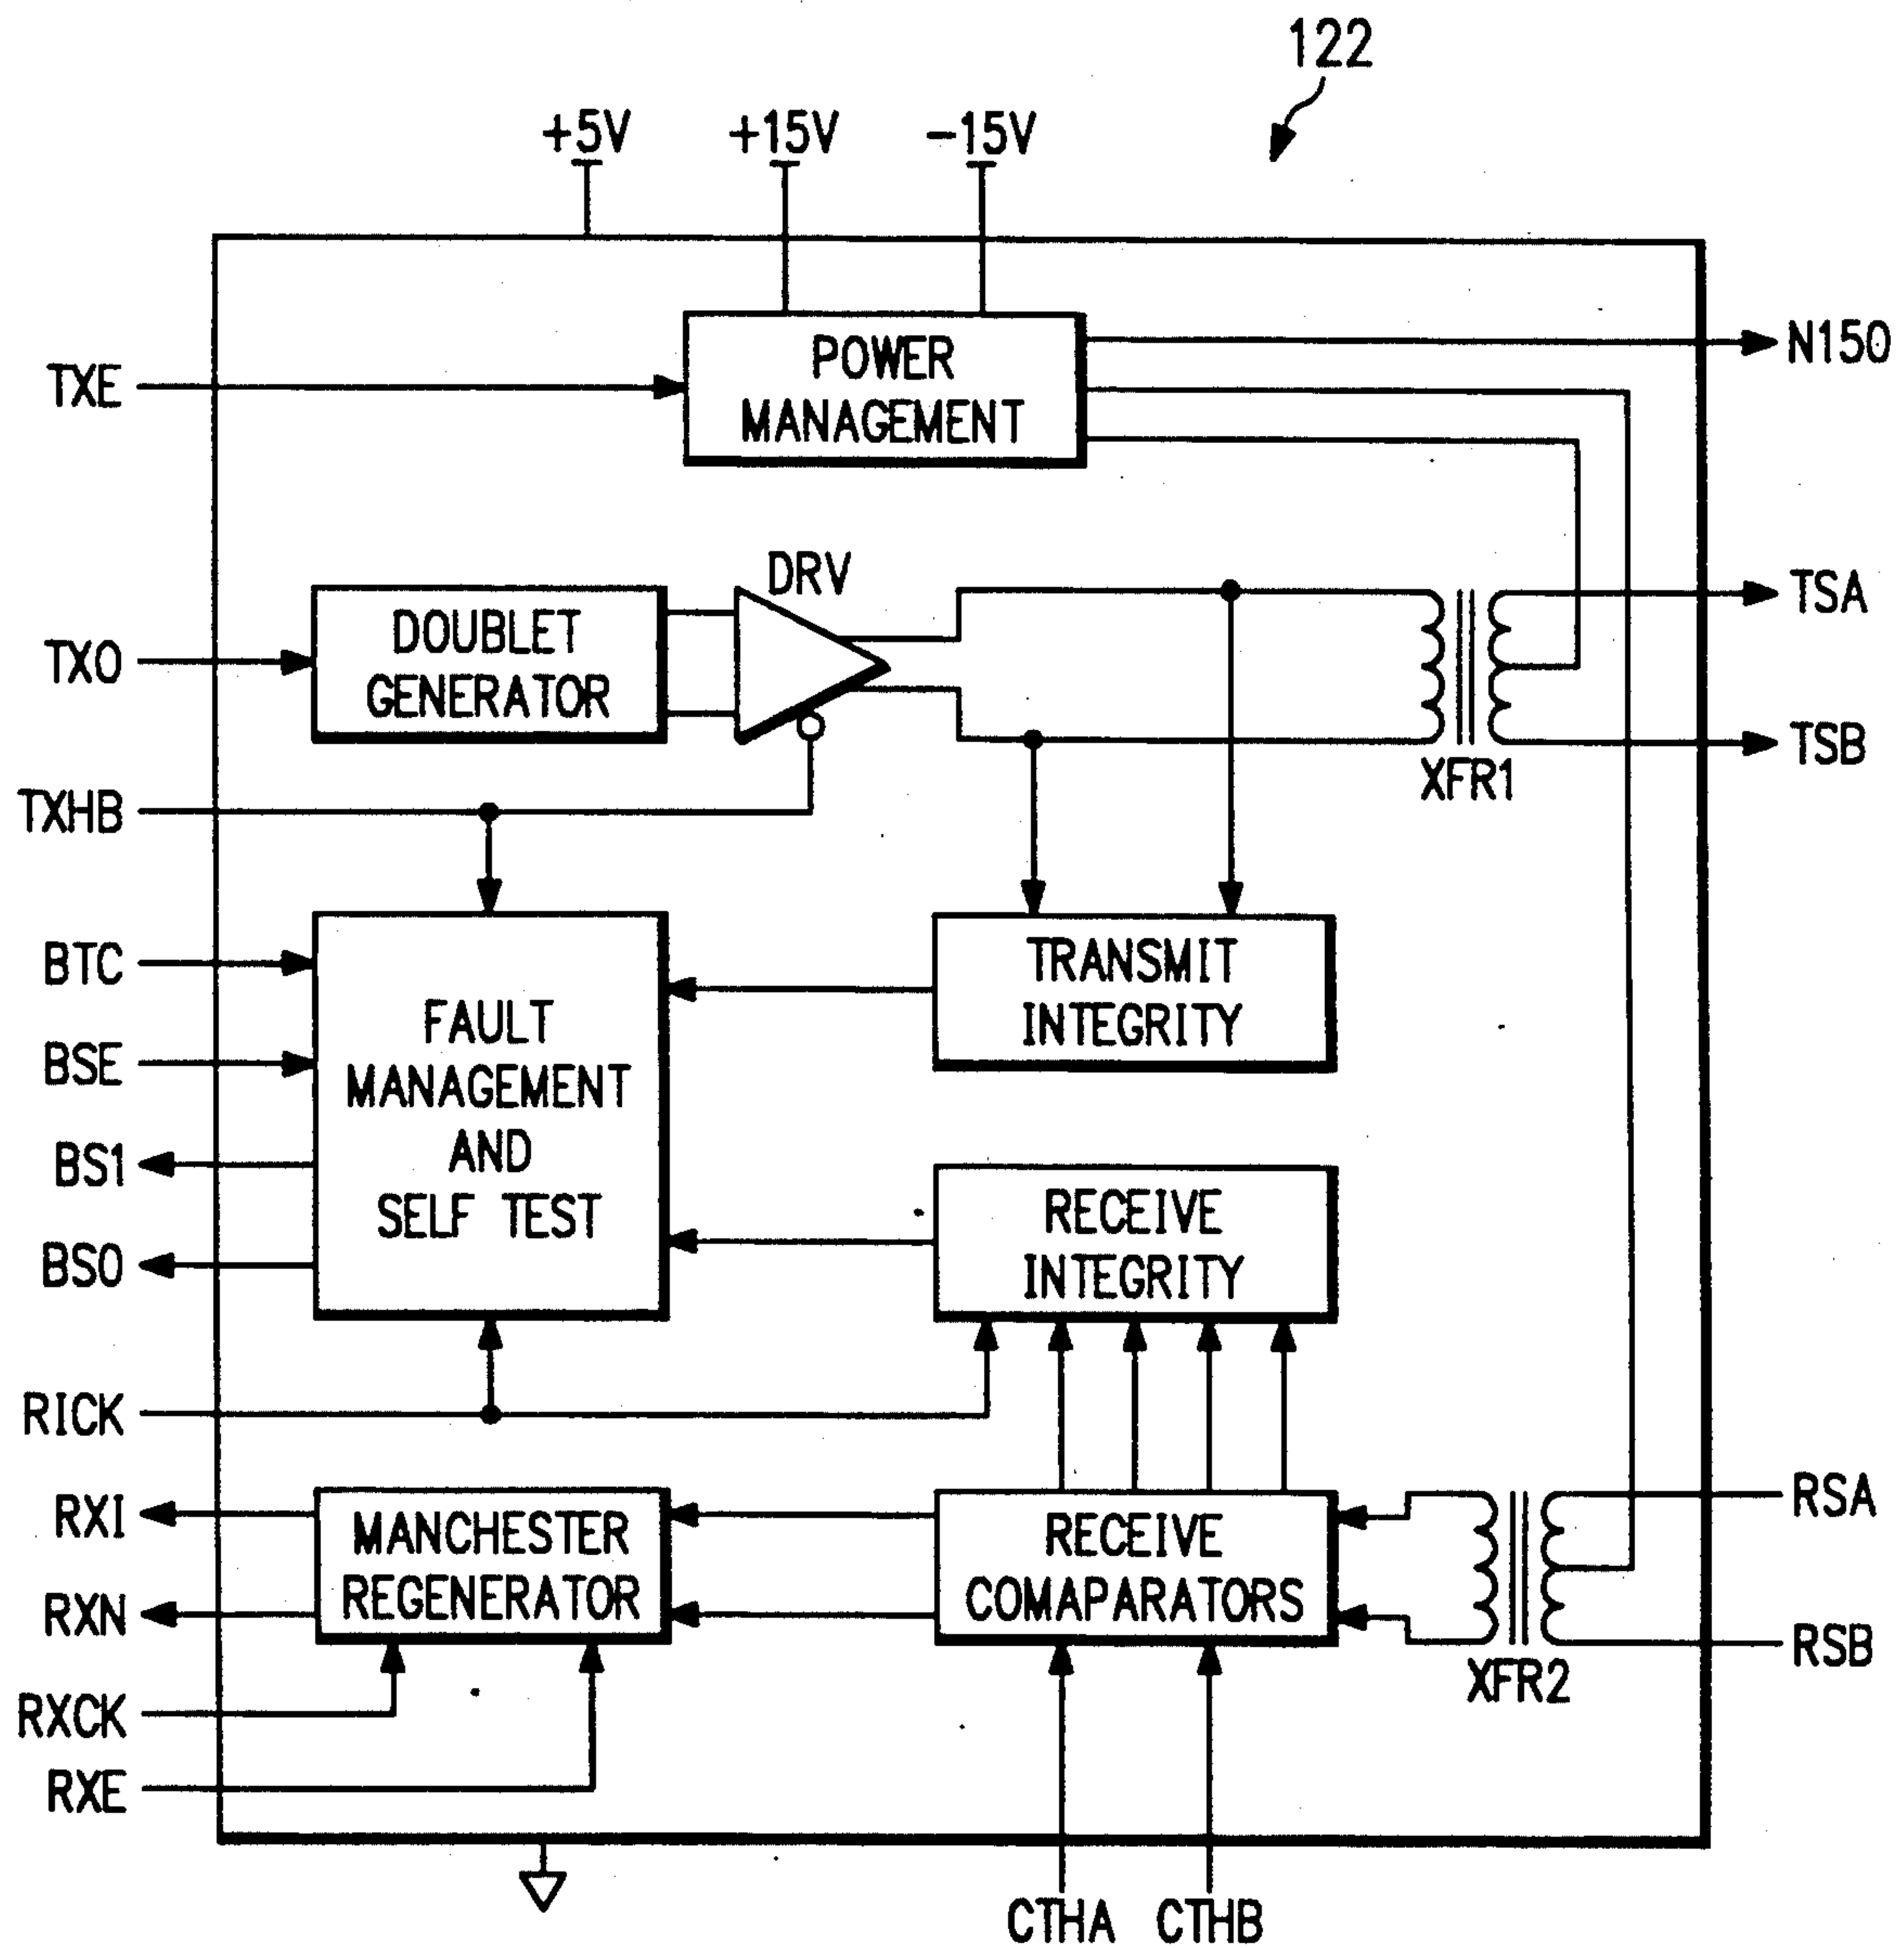 122
+5V
+15V
-15V
POWER
MANAGEMENT
N150
TXE
DRV
DOUBLET
GENERATOR
TXO
TSA
TSB
XFR1
TXHB
BTC
BSE
BS1
BSO
FAULT
MANAGEMENT
AND
SELF TEST
TRANSMIT
INTEGRITY
RECEIVE
INTEGRITY
RICK
RXI
RXN
RXCK
RXE
MANCHESTER
REGENERATOR
RECEIVE
COMAPARATORS
RSA
RSB
XFR2
CTHA
CTHB